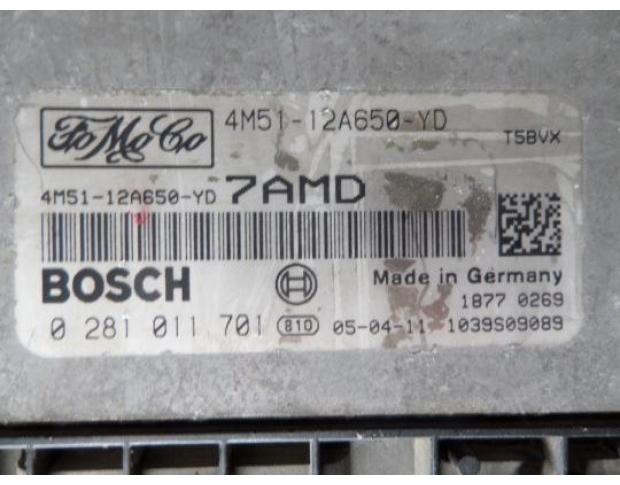 FoMoCo 4M51-12A650-YD T5BVX
4M51-12A650-YD 7AMD
BOSCH Made in Germany
1877 0269
0 281 011 701 810 05-04-11 1039S09089